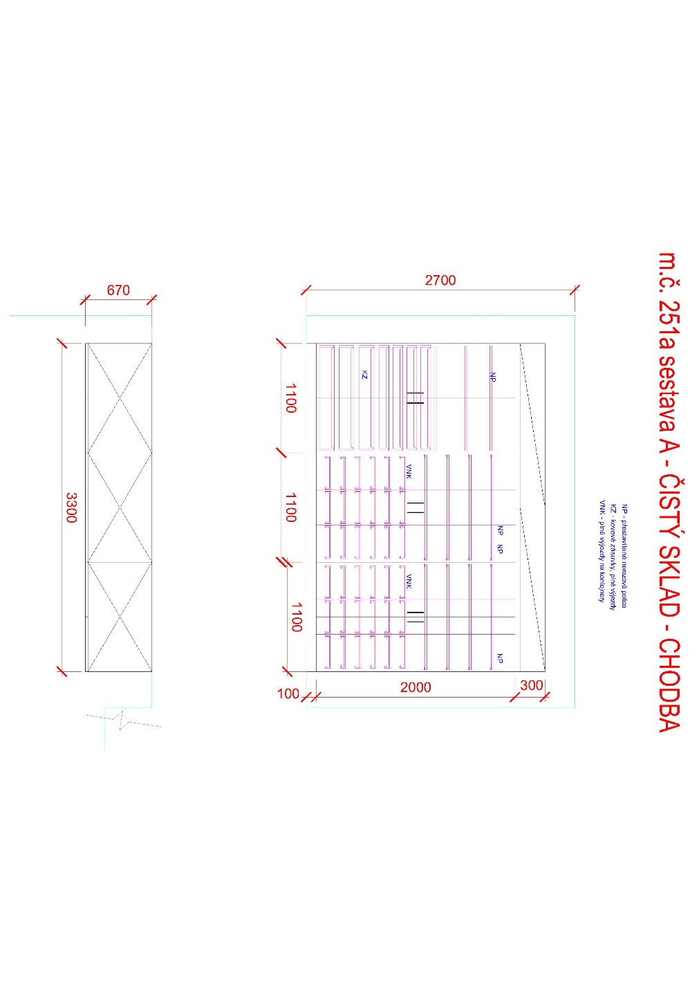 m.č. 251a sestava A - ČISTÝ SKLAD - CHODBA
NP - přestavitelné nerezové police
KZ - kovové zásuvky, plné výjezdy
VNK - plné výjezdy na kontejnery
2700
670
1100
1100
1100
3300
KZ
NP
VNK
NP NP
VNK
NP
100
2000
300